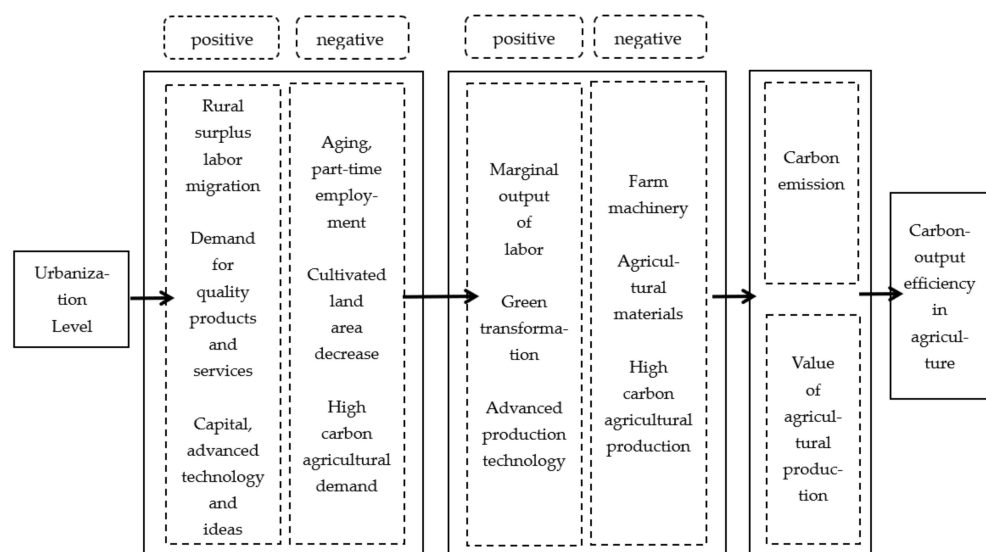 positive
negative
positive
negative
Urbaniza-
tion
Level
Rural
surplus
labor
migration
Demand
for
quality
products
and
services
Capital,
advanced
technology
and
ideas
Aging,
part-time
employ-
ment
Cultivated
land
area
decrease
High
carbon
agricultural
demand
Marginal
output
of
labor
Green
transforma-
tion
Advanced
production
technology
Farm
machinery
Agricul-
tural
materials
High
carbon
agricultural
production
Carbon
emission
Value
of
agricul-
tural
produc-
tion
Carbon-
output
efficiency
in
agricul-
ture